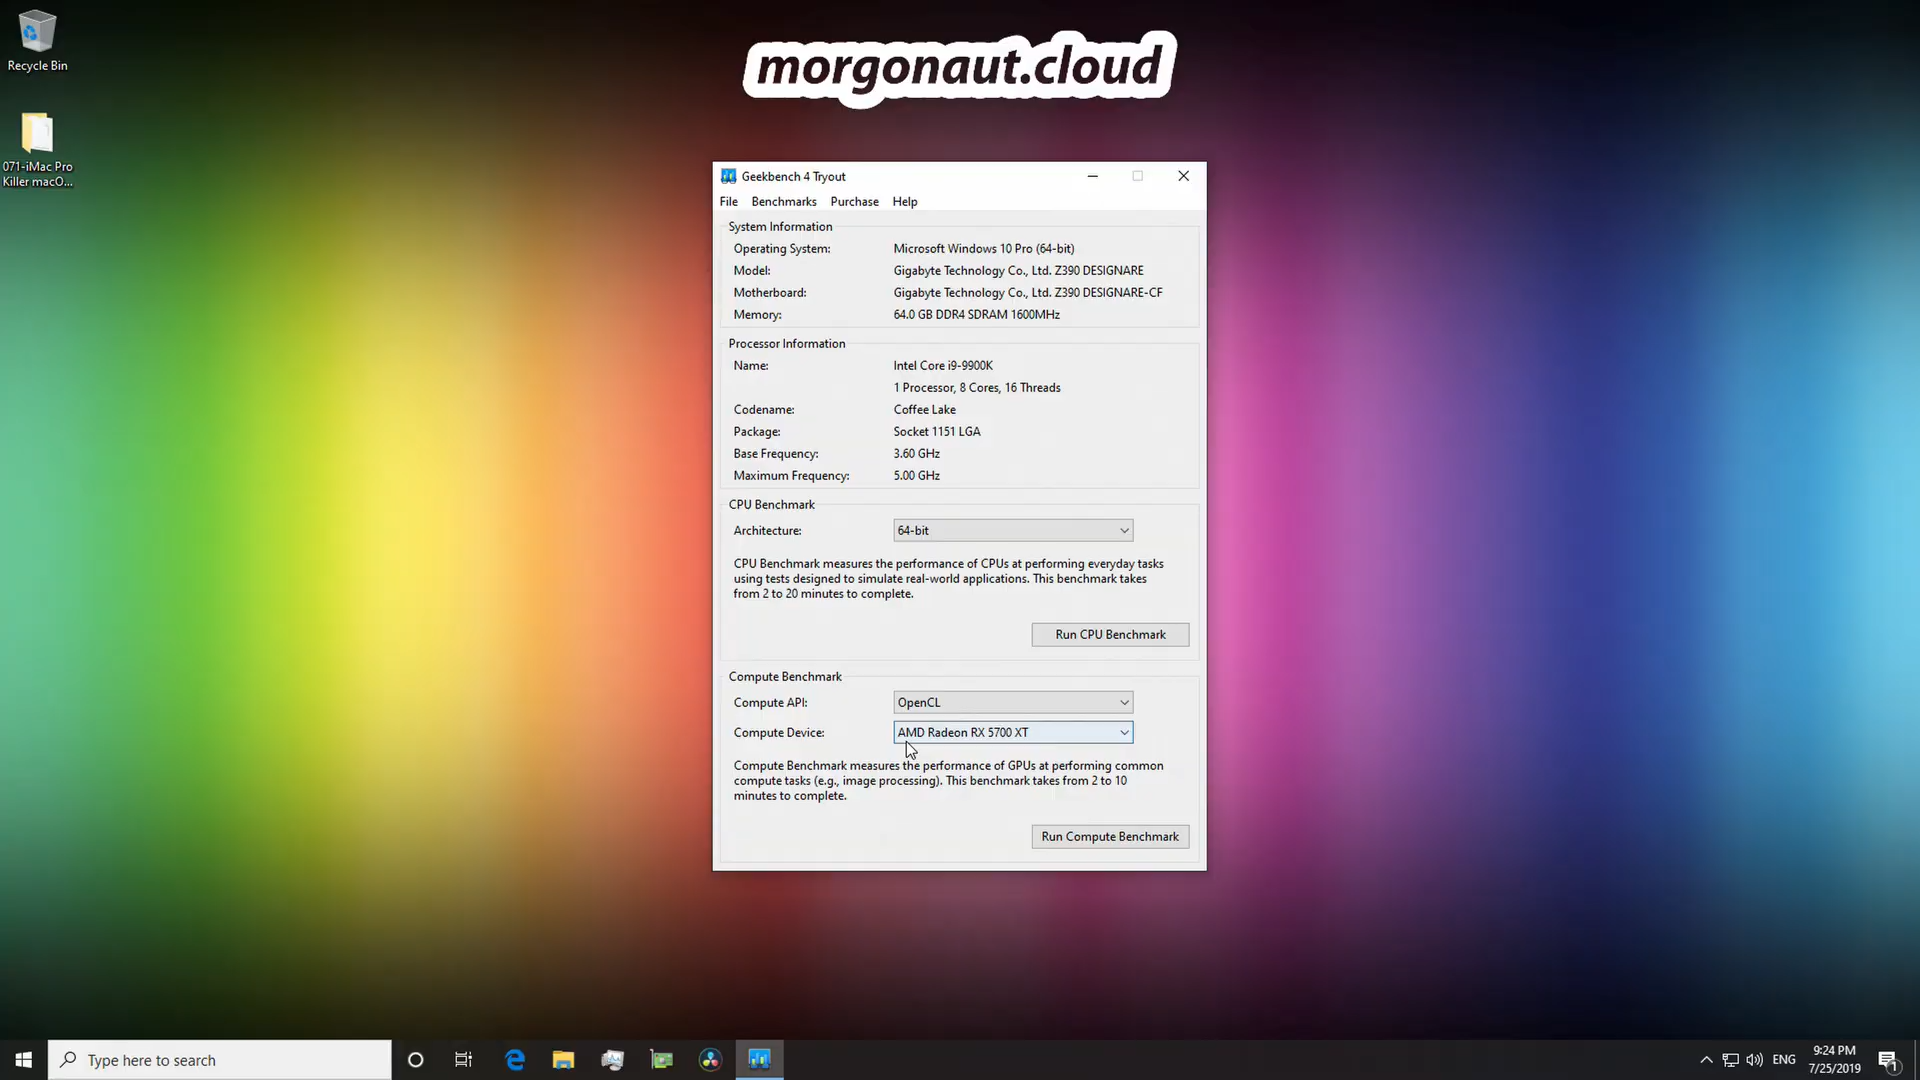 morgonaut.cloud
Recycle Bin
071-iMac Pro
Killer macO...
Geekbench 4 Tryout
File Benchmarks Purchase Help
System Information
Operating System: Microsoft Windows 10 Pro (64-bit)
Model: Gigabyte Technology Co., Ltd. Z390 DESIGNARE
Motherboard: Gigabyte Technology Co., Ltd. Z390 DESIGNARE-CF
Memory: 64.0 GB DDR4 SDRAM 1600MHz
Processor Information
Name: Intel Core i9-9900K
1 Processor, 8 Cores, 16 Threads
Codename: Coffee Lake
Package: Socket 1151 LGA
Base Frequency: 3.60 GHz
Maximum Frequency: 5.00 GHz
CPU Benchmark
Architecture: 64-bit
CPU Benchmark measures the performance of CPUs at performing everyday tasks
using tests designed to simulate real-world applications. This benchmark takes
from 2 to 20 minutes to complete.
Run CPU Benchmark
Compute Benchmark
Compute API: OpenCL
Compute Device: AMD Radeon RX 5700 XT
Compute Benchmark measures the performance of GPUs at performing common
compute tasks (e.g., image processing). This benchmark takes from 2 to 10
minutes to complete.
Run Compute Benchmark
Type here to search
ENG
9:24 PM
7/25/2019
1